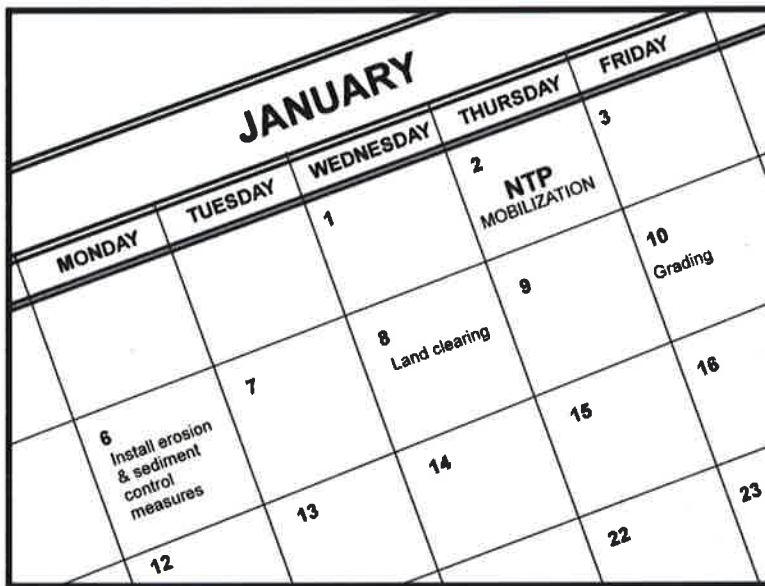 JANUARY
MONDAY TUESDAY WEDNESDAY THURSDAY FRIDAY
1 2 3
NTP
MOBILIZATION
6 7 8 9 10
Install erosion
& sediment
control
measures
Land clearing
Grading
12 13 14 15 16
22 23